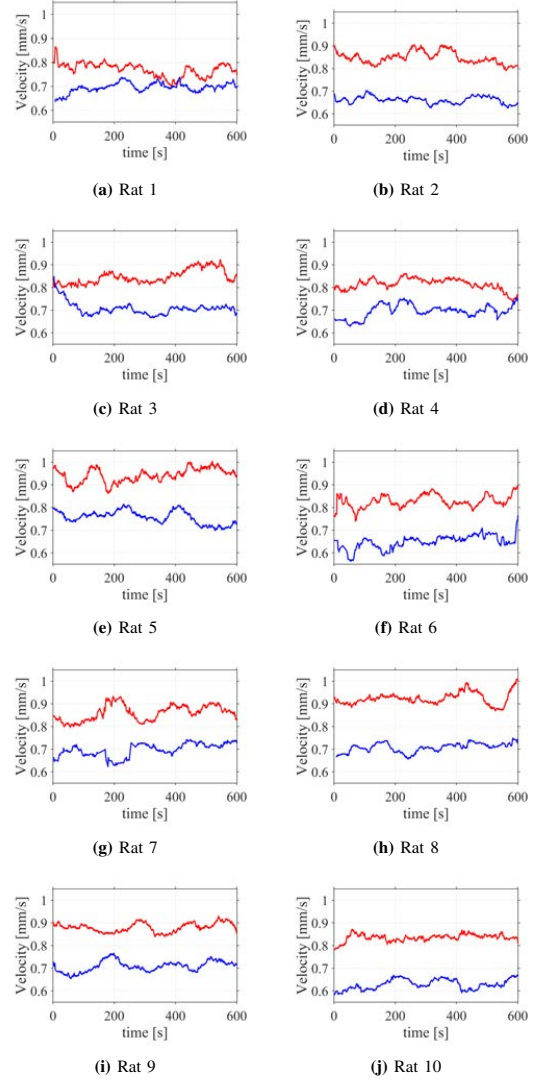 Velocity [mm/s]
1
0.9
0.8
0.7
0.6
0 200 400 600
time [s]
(a) Rat 1
Velocity [mm/s]
1
0.9
0.8
0.7
0.6
0 200 400 600
time [s]
(b) Rat 2
Velocity [mm/s]
1
0.9
0.8
0.7
0.6
0 200 400 600
time [s]
(c) Rat 3
Velocity [mm/s]
1
0.9
0.8
0.7
0.6
0 200 400 600
time [s]
(d) Rat 4
Velocity [mm/s]
1
0.9
0.8
0.7
0.6
0 200 400 600
time [s]
(e) Rat 5
Velocity [mm/s]
1
0.9
0.8
0.7
0.6
0 200 400 600
time [s]
(f) Rat 6
Velocity [mm/s]
1
0.9
0.8
0.7
0.6
0 200 400 600
time [s]
(g) Rat 7
Velocity [mm/s]
1
0.9
0.8
0.7
0.6
0 200 400 600
time [s]
(h) Rat 8
Velocity [mm/s]
1
0.9
0.8
0.7
0.6
0 200 400 600
time [s]
(i) Rat 9
Velocity [mm/s]
1
0.9
0.8
0.7
0.6
0 200 400 600
time [s]
(j) Rat 10